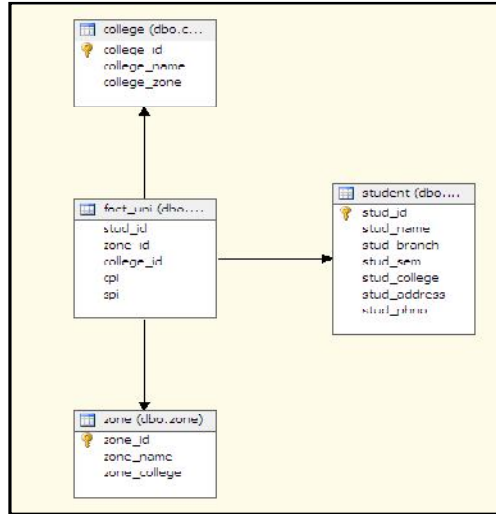 college (dbo.c...
college_id
college_name
college_zone
fact_uni (dbo....
stud_id
zone_id
college_id
cpi
spi
student (dbo....
stud_id
stud_name
stud_branch
stud_sem
stud_college
stud_address
stud_phno
zone (dbo.zone)
zone_id
zone_name
zone_college